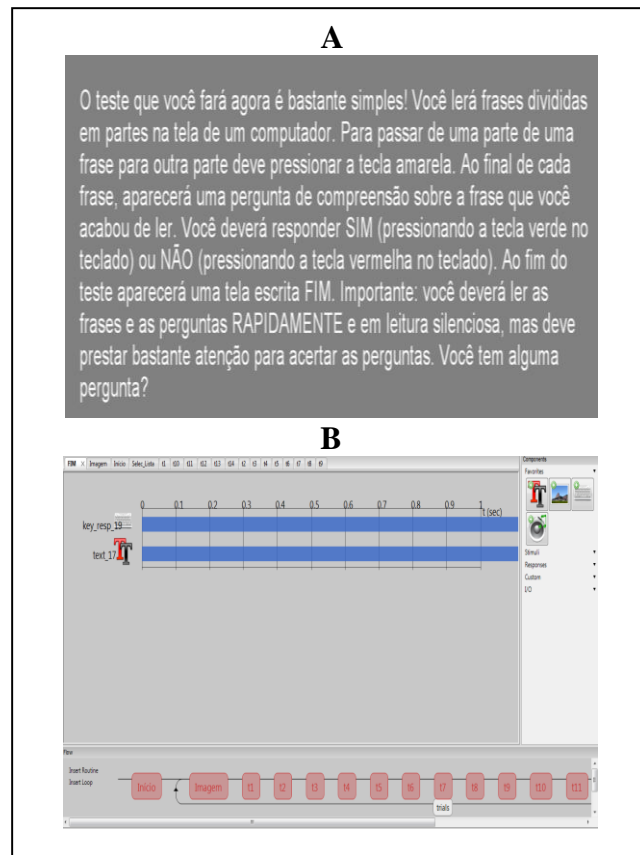 A
O teste que você fará agora é bastante simples! Você lerá frases divididas
em partes na tela de um computador. Para passar de uma parte de uma
frase para outra parte deve pressionar a tecla amarela. Ao final de cada
frase, aparecerá uma pergunta de compreensão sobre a frase que você
acabou de ler. Você deverá responder SIM (pressionando a tecla verde no
teclado) ou NÃO (pressionando a tecla vermelha no teclado). Ao fim do
teste aparecerá uma tela escrita FIM. Importante: você deverá ler as
frases e as perguntas RAPIDAMENTE e em leitura silenciosa, mas deve
prestar bastante atenção para acertar as perguntas. Você tem alguma
pergunta?
B
FIM x Imagem Início Selec_Lista t1 t10 t11 t12 t13 t14 t2 t3 t4 t5 t6 t7 t8 t9
Components
Favorites
0 0.1 0.2 0.3 0.4 0.5 0.6 0.7 0.8 0.9 1
t (sec)
key_resp_19
text_17
Stimuli
Responses
Custom
I/O
Flow
Insert Routine
Insert Loop
Início Imagem t1 t2 t3 t4 t5 t6 t7 t8 t9 t10 t11
trials